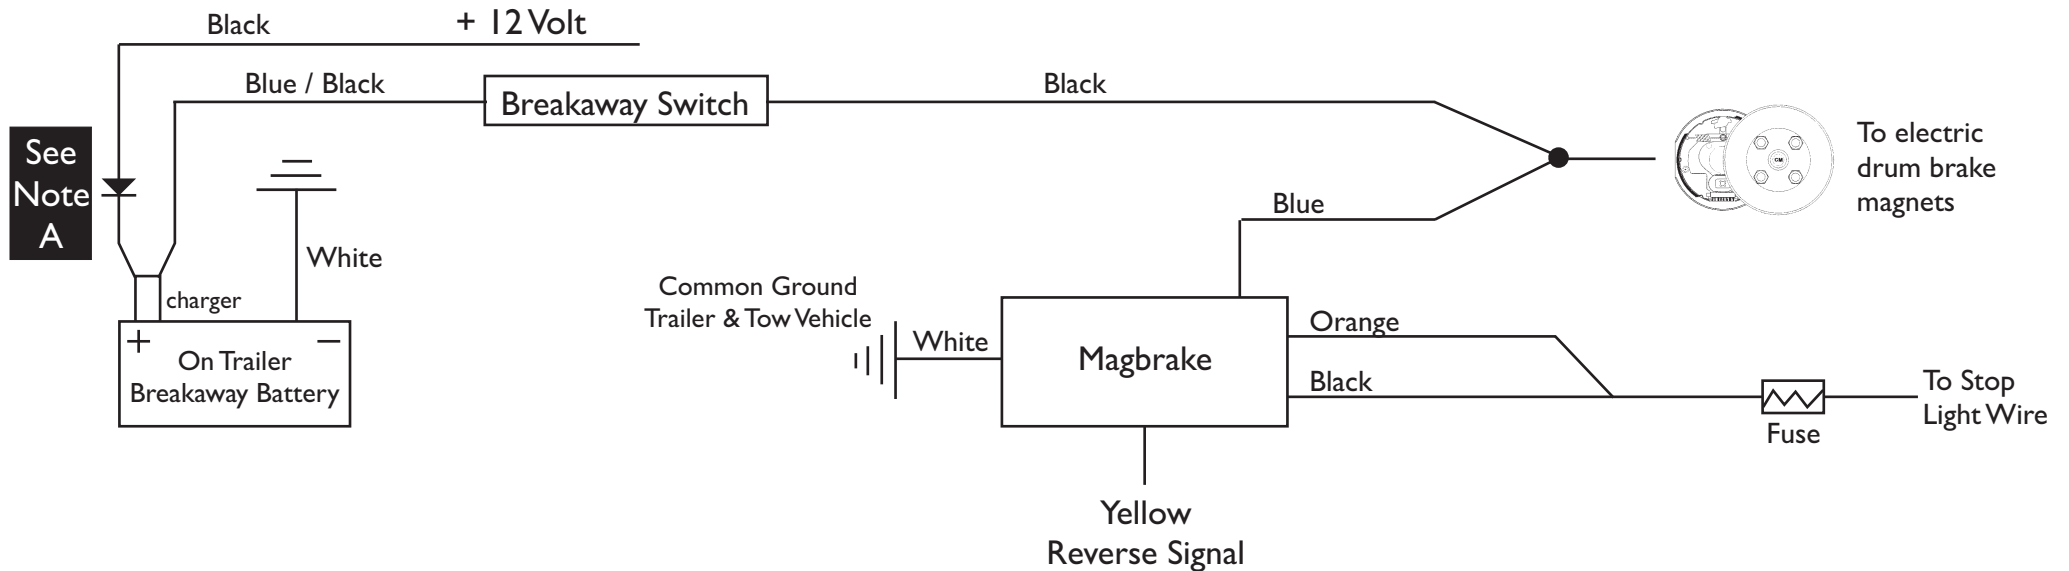 Black
+ 12 Volt
Blue / Black
Breakaway Switch
Black
See
Note
A
White
charger
+
−
On Trailer
Breakaway Battery
To electric
drum brake
magnets
CM
Blue
Common Ground
Trailer & Tow Vehicle
White
Magbrake
Orange
Black
Fuse
To Stop
Light Wire
Yellow
Reverse Signal